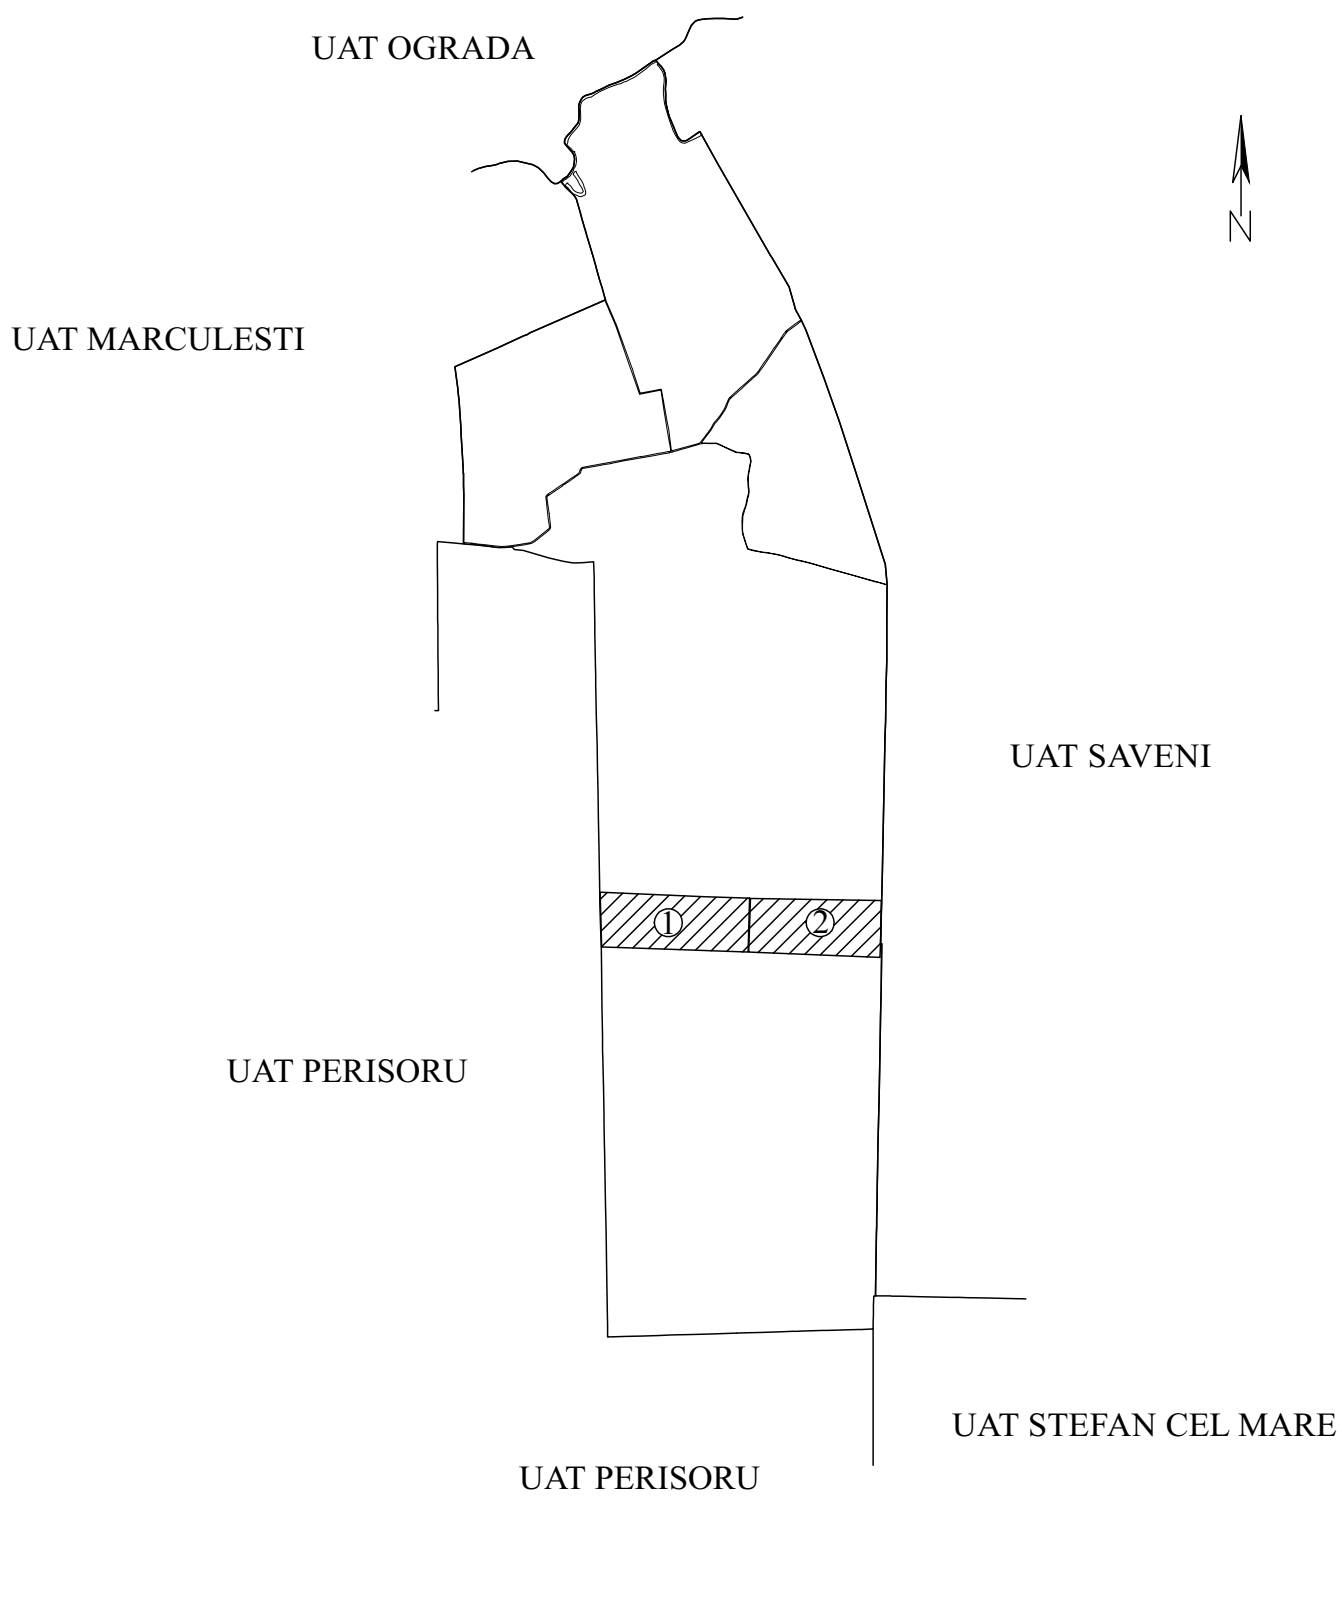 UAT OGRADA
N
UAT MARCULESTI
UAT SAVENI
1
2
UAT PERISORU
UAT STEFAN CEL MARE
UAT PERISORU